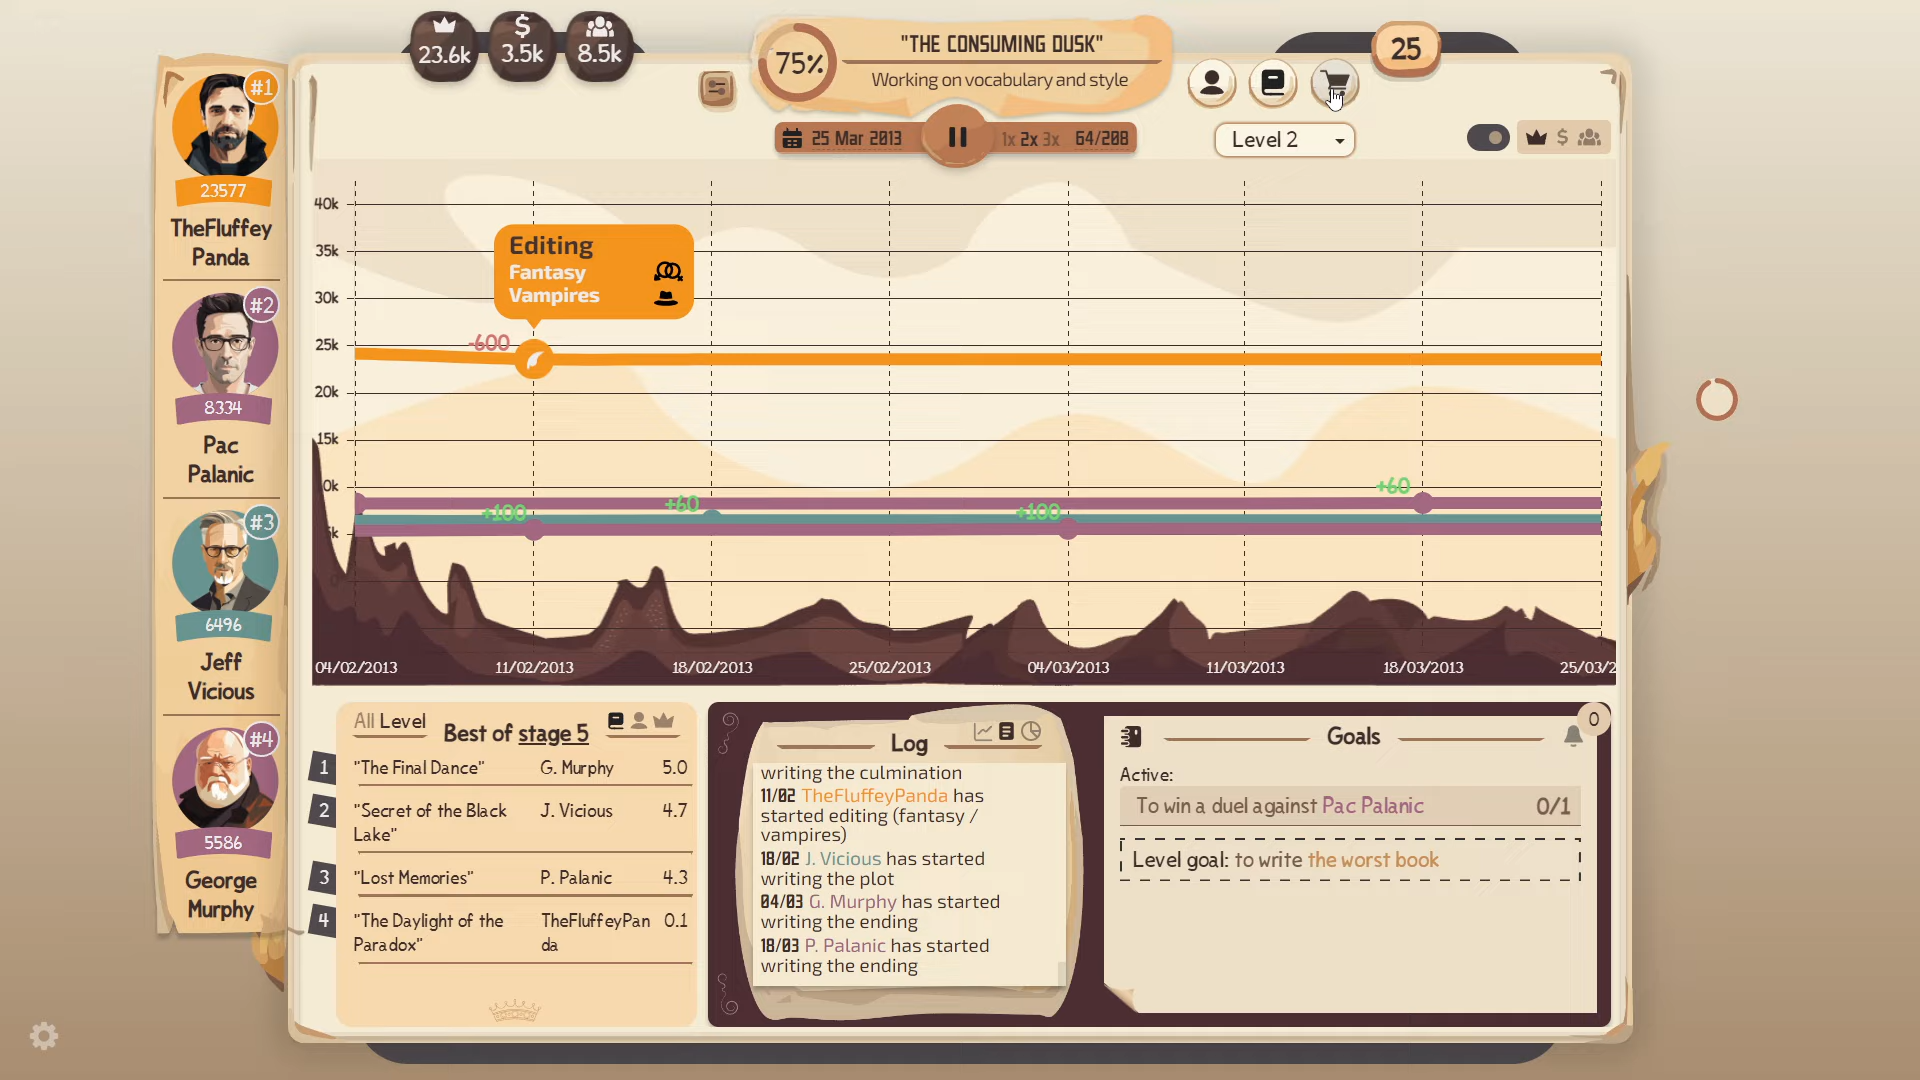 23.6k
3.5k
8.5k
75%
"THE CONSUMING DUSK"
Working on vocabulary and style
25
25 Mar 2013
1x 2x 3x
64/208
Level 2
$
#1
23577
TheFluffey
Panda
#2
8334
Pac
Palanic
#3
6496
Jeff
Vicious
#4
5586
George
Murphy
40k
35k
30k
25k
20k
15k
0k
5k
0
Editing
Fantasy
Vampires
-600
+100
+60
+100
+60
04/02/2013
11/02/2013
18/02/2013
25/02/2013
04/03/2013
11/03/2013
18/03/2013
25/03/2
All Level
Best of stage 5
1 "The Final Dance" G. Murphy 5.0
2 "Secret of the Black J. Vicious 4.7
Lake"
3 "Lost Memories" P. Palanic 4.3
4 "The Daylight of the TheFluffeyPan 0.1
Paradox" da
Log
writing the culmination
11/02 TheFluffeyPanda has
started editing (fantasy /
vampires)
18/02 J. Vicious has started
writing the plot
04/03 G. Murphy has started
writing the ending
18/03 P. Palanic has started
writing the ending
Goals
0
Active:
To win a duel against Pac Palanic 0/1
Level goal: to write the worst book